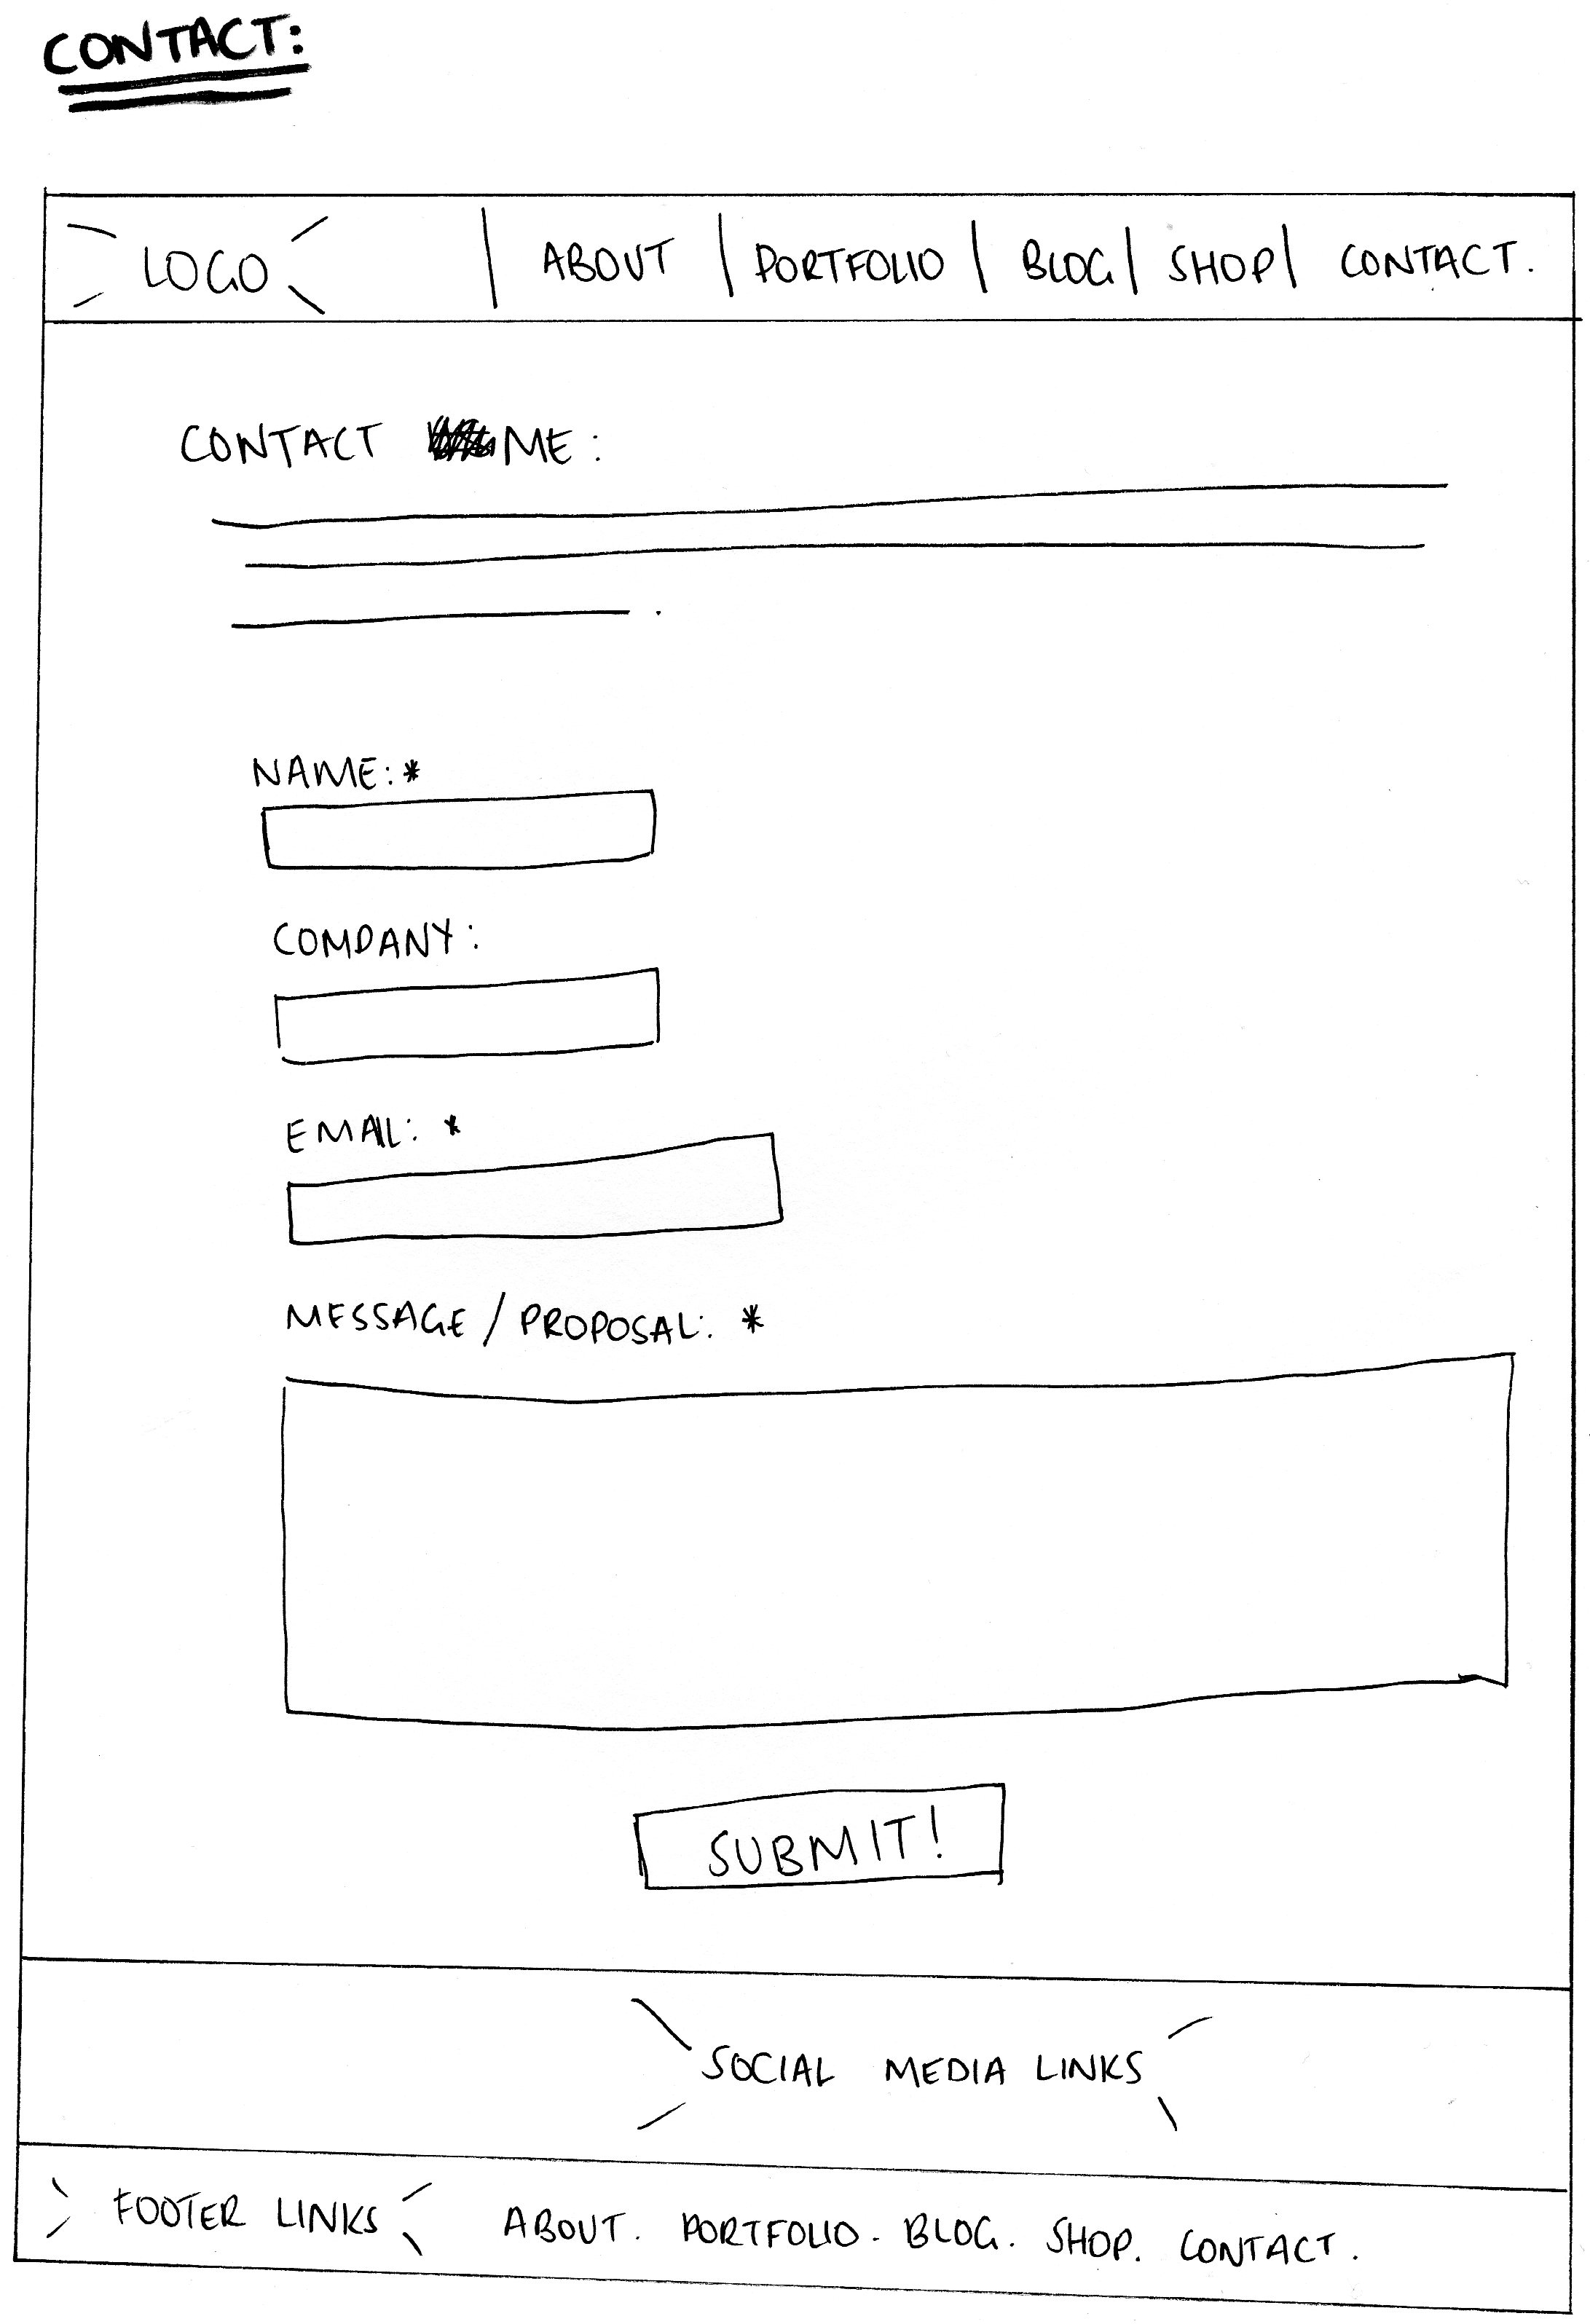 CONTACT:
LOGO | ABOUT | PORTFOLIO | BLOG | SHOP | CONTACT.
CONTACT ME:
NAME:*
COMPANY:
EMAIL: *
MESSAGE / PROPOSAL: *
SUBMIT!
SOCIAL MEDIA LINKS
FOOTER LINKS ABOUT. PORTFOLIO. BLOG. SHOP. CONTACT.